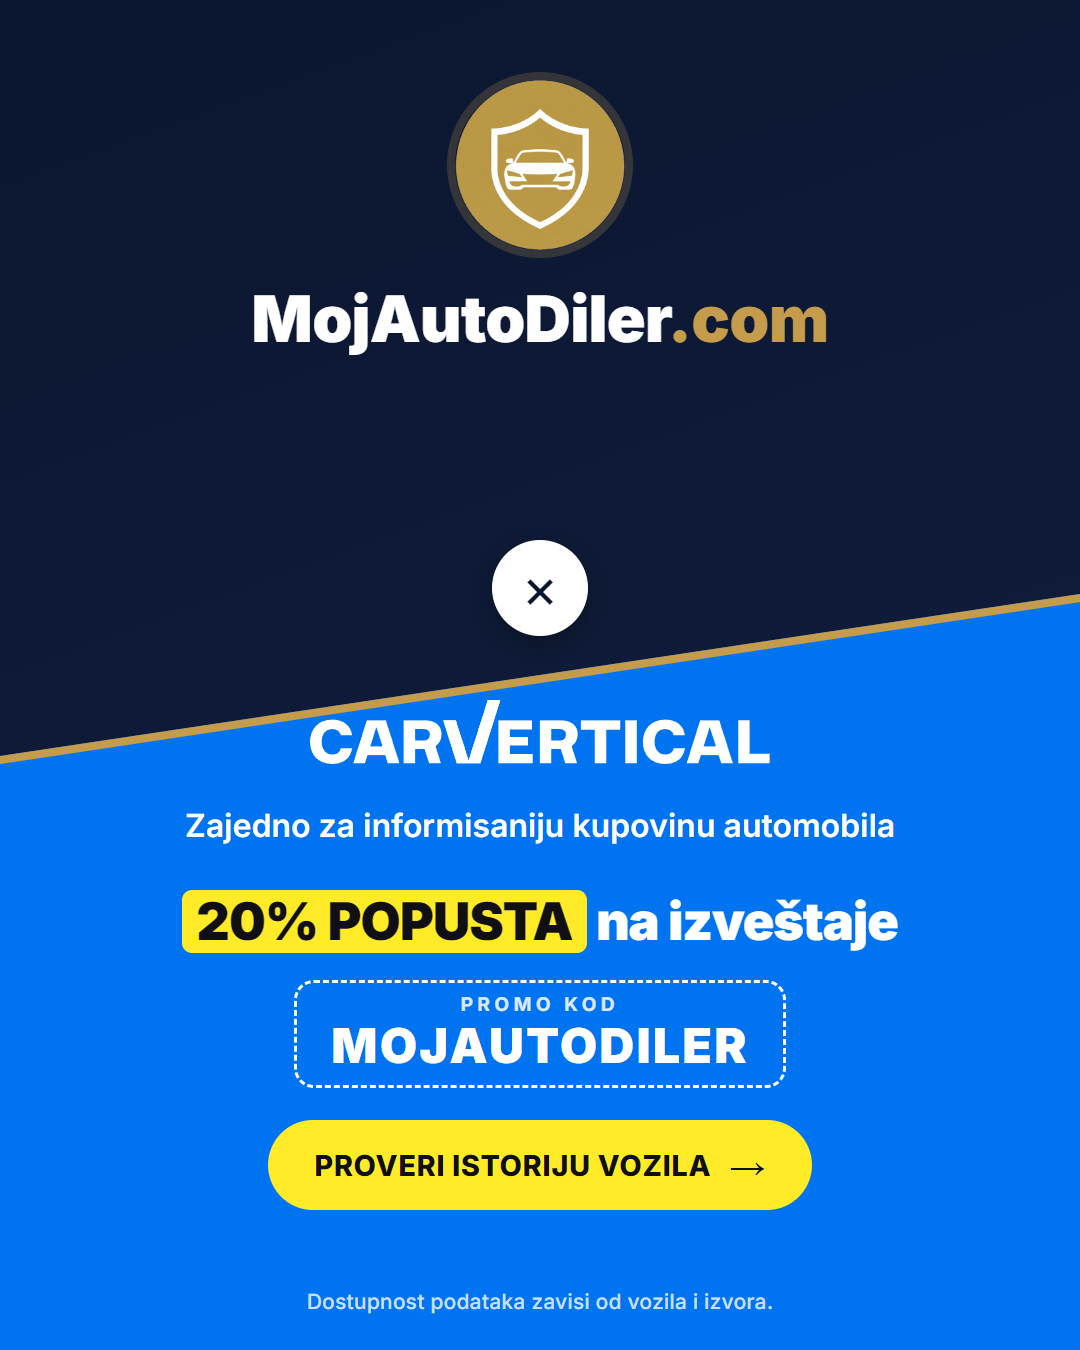 MojAutoDiler.com
×
CARVERTICAL
Zajedno za informisaniju kupovinu automobila
20% POPUSTA na izveštaje
PROMO KOD
MOJAUTODILER
PROVERI ISTORIJU VOZILA →
Dostupnost podataka zavisi od vozila i izvora.